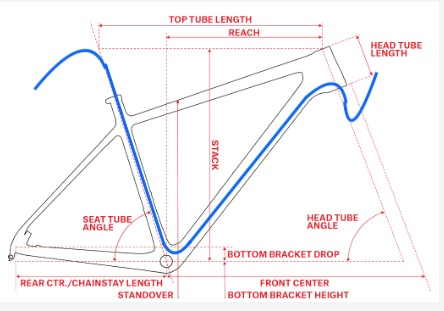 TOP TUBE LENGTH
REACH
HEAD TUBE
LENGTH
STACK
SEAT TUBE
ANGLE
HEAD TUBE
ANGLE
BOTTOM BRACKET DROP
REAR CTR./CHAINSTAY LENGTH
FRONT CENTER
STANDOVER
BOTTOM BRACKET HEIGHT